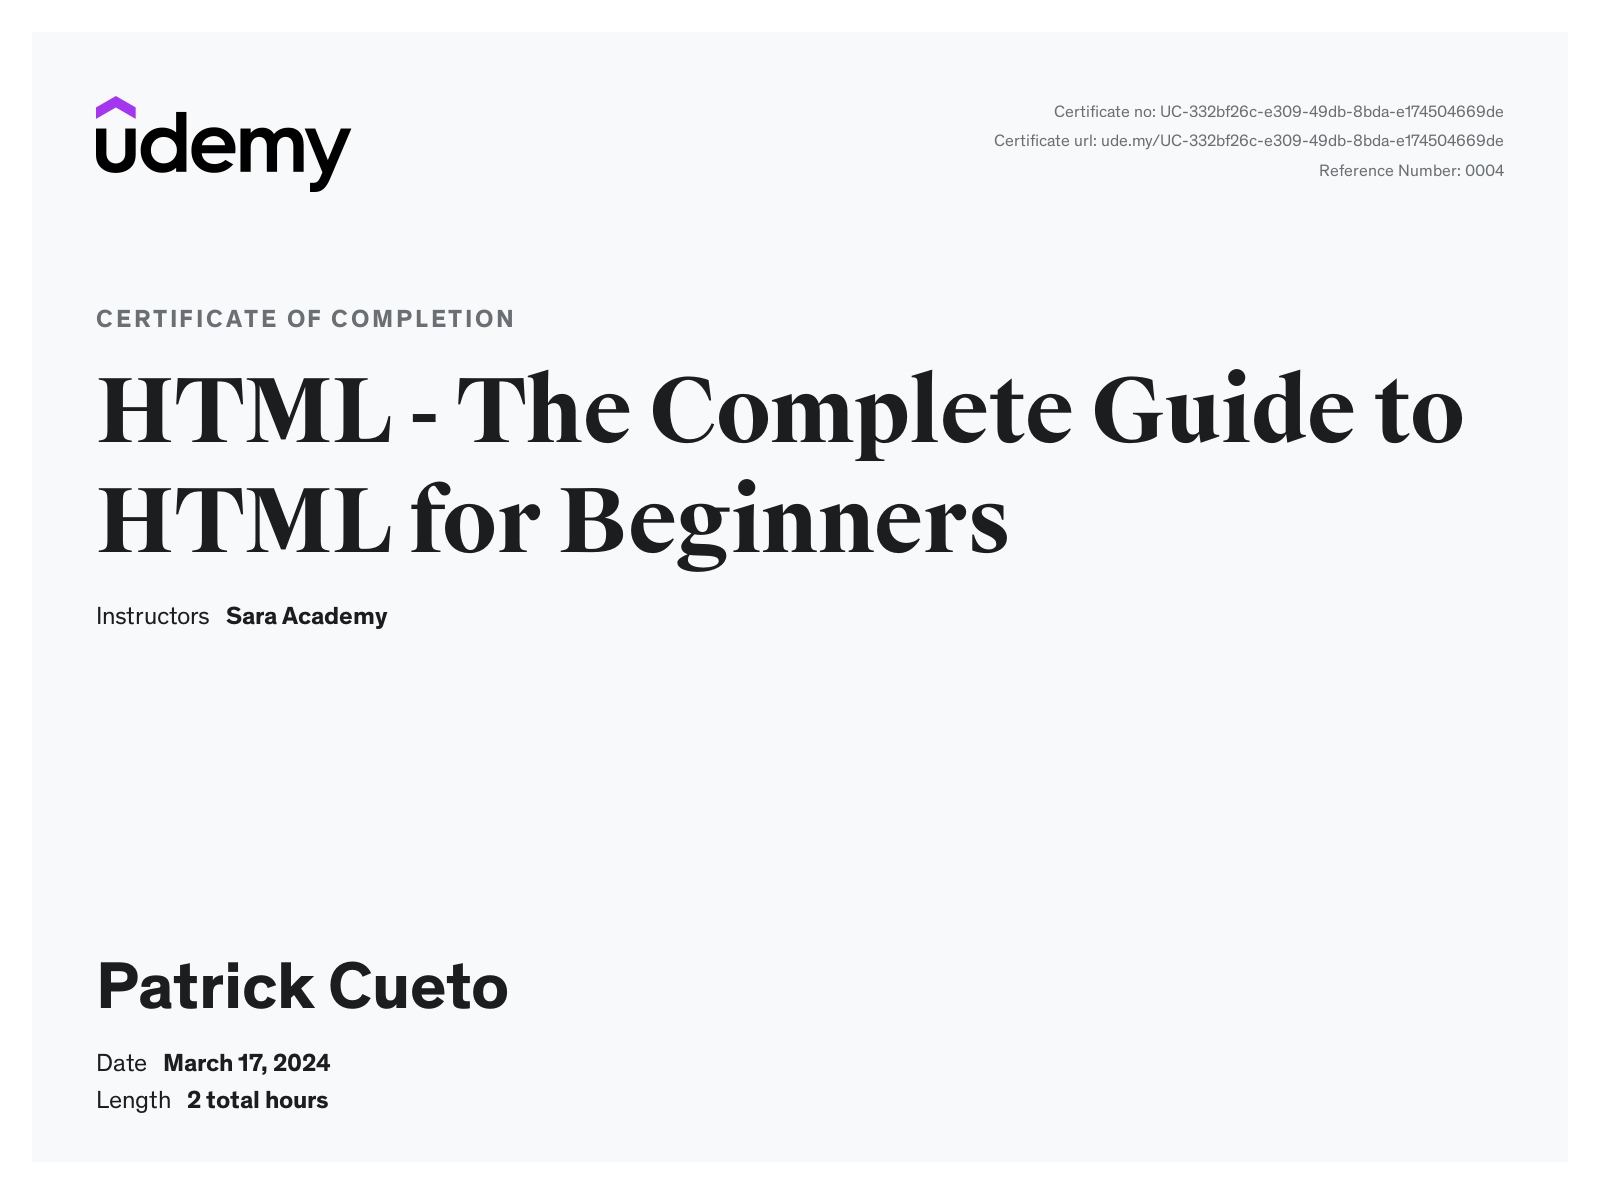 udemy
Certificate no: UC-332bf26c-e309-49db-8bda-e174504669de
Certificate url: ude.my/UC-332bf26c-e309-49db-8bda-e174504669de
Reference Number: 0004
CERTIFICATE OF COMPLETION
HTML - The Complete Guide to
HTML for Beginners
Instructors Sara Academy
Patrick Cueto
Date March 17, 2024
Length 2 total hours